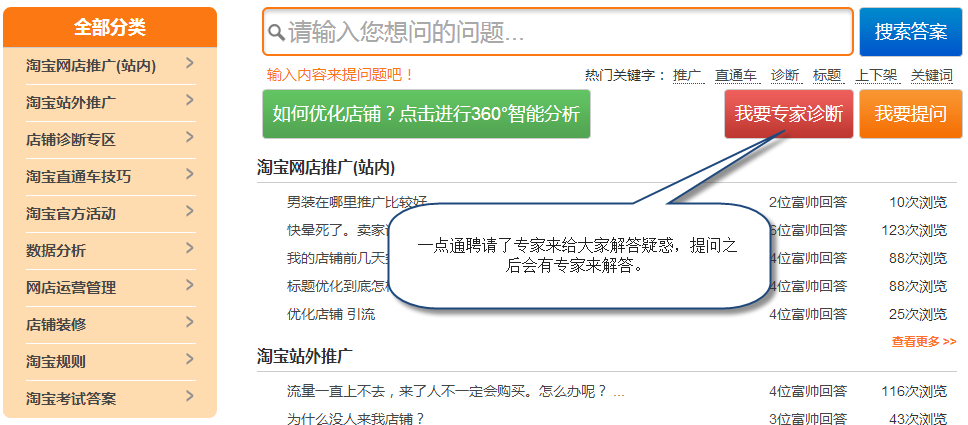 全部分类
淘宝网店推广(站内)
淘宝站外推广
店铺诊断专区
淘宝直通车技巧
淘宝官方活动
数据分析
网店运营管理
店铺装修
淘宝规则
淘宝考试答案
请输入您想问的问题... 搜索答案
输入内容来提问题吧！ 热门关键字： 推广 直通车 诊断 标题 上下架 关键词
如何优化店铺？点击进行360°智能分析 我要专家诊断 我要提问
淘宝网店推广(站内)
男装在哪里推广比较好 2位富帅回答 10次浏览
快晕死了。卖家 6位富帅回答 123次浏览
我的店铺前几天 4位富帅回答 88次浏览
标题优化到底怎 4位富帅回答 88次浏览
优化店铺 引流 4位富帅回答 25次浏览
一点通聘请了专家来给大家解答疑惑，提问之
后会有专家来解答。
查看更多 >>
淘宝站外推广
流量一直上不去，来了人不一定会购买。怎么办呢？ ... 4位富帅回答 116次浏览
为什么没人来我店铺？ 3位富帅回答 43次浏览